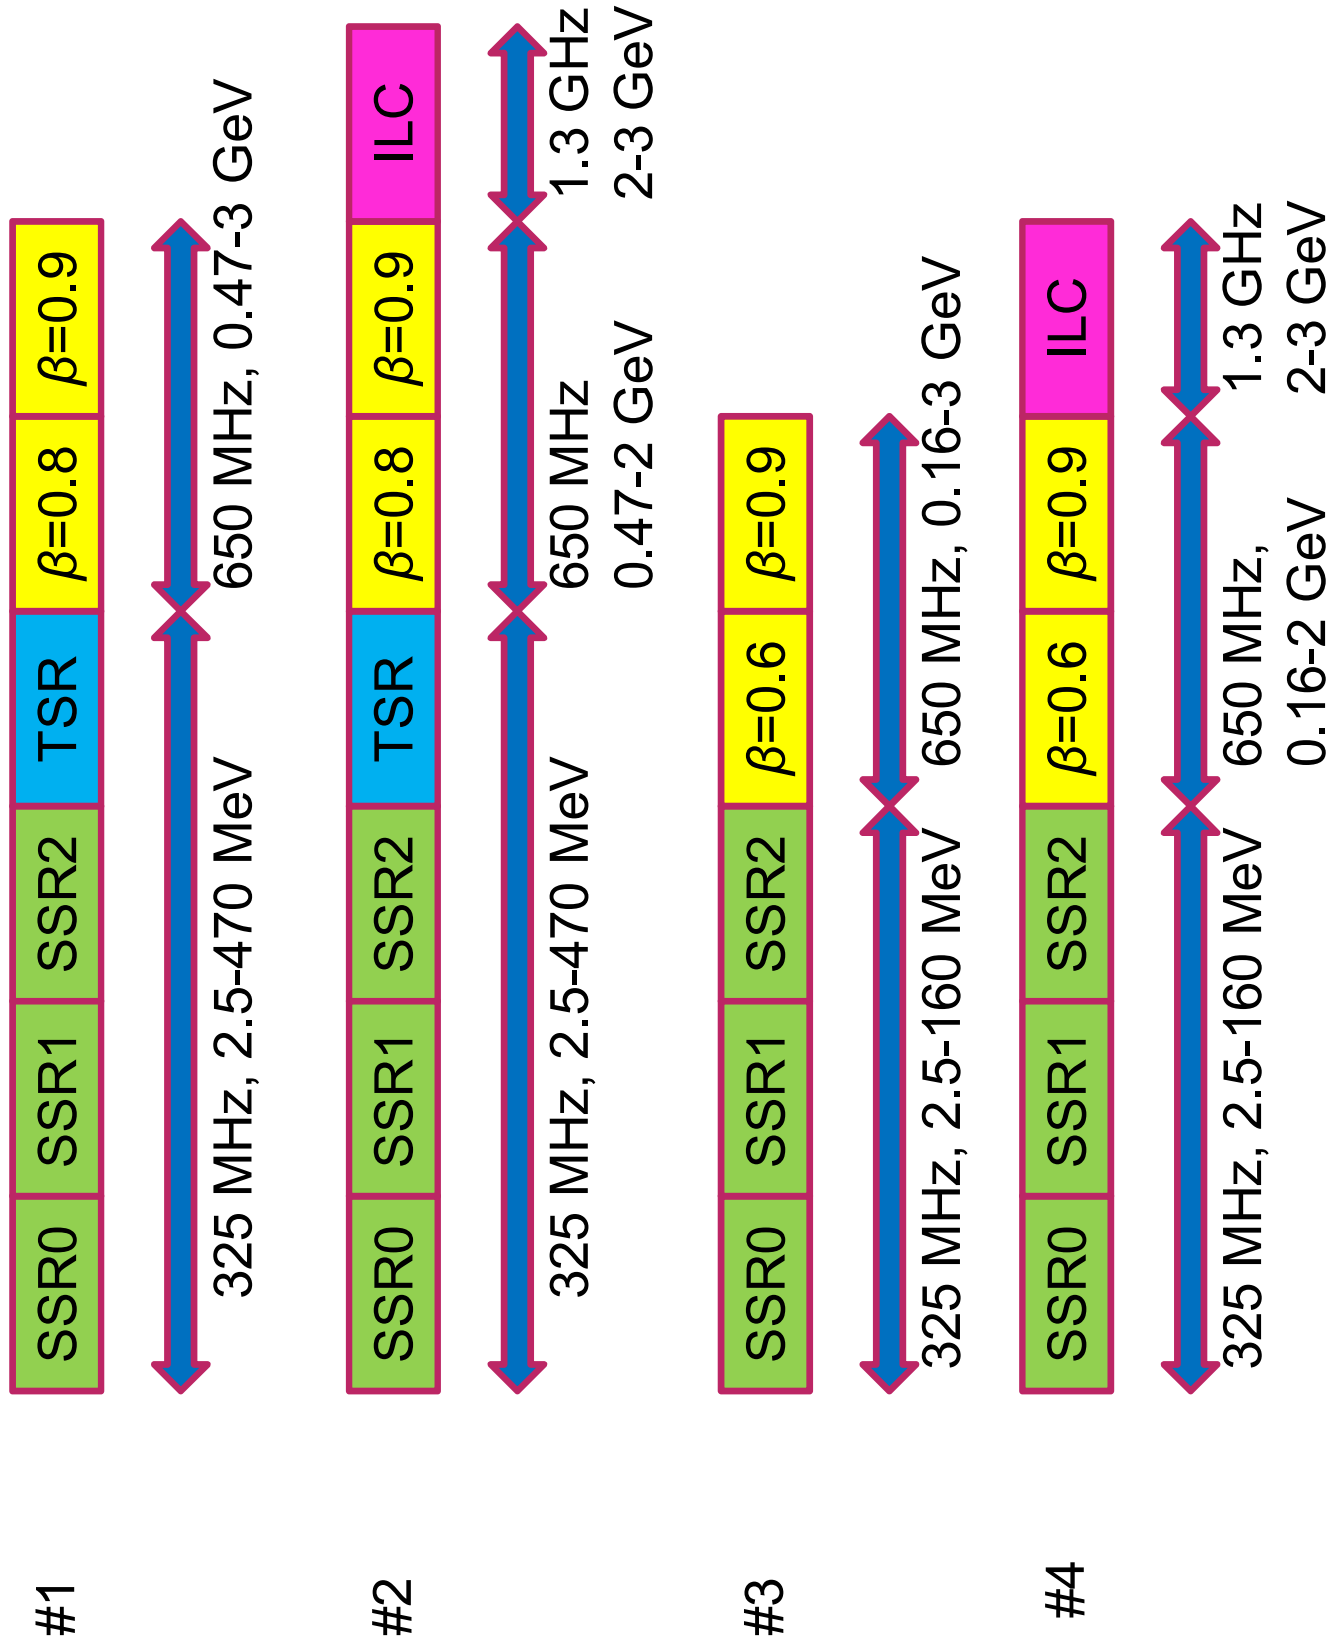 #1
SSR0 SSR1 SSR2 TSR β=0.8 β=0.9
325 MHz, 2.5-470 MeV 650 MHz, 0.47-3 GeV
#2
SSR0 SSR1 SSR2 TSR β=0.8 β=0.9 ILC
325 MHz, 2.5-470 MeV 650 MHz 1.3 GHz
0.47-2 GeV 2-3 GeV
#3
SSR0 SSR1 SSR2 β=0.6 β=0.9
325 MHz, 2.5-160 MeV 650 MHz, 0.16-3 GeV
#4
SSR0 SSR1 SSR2 β=0.6 β=0.9 ILC
325 MHz, 2.5-160 MeV 650 MHz, 1.3 GHz
0.16-2 GeV 2-3 GeV